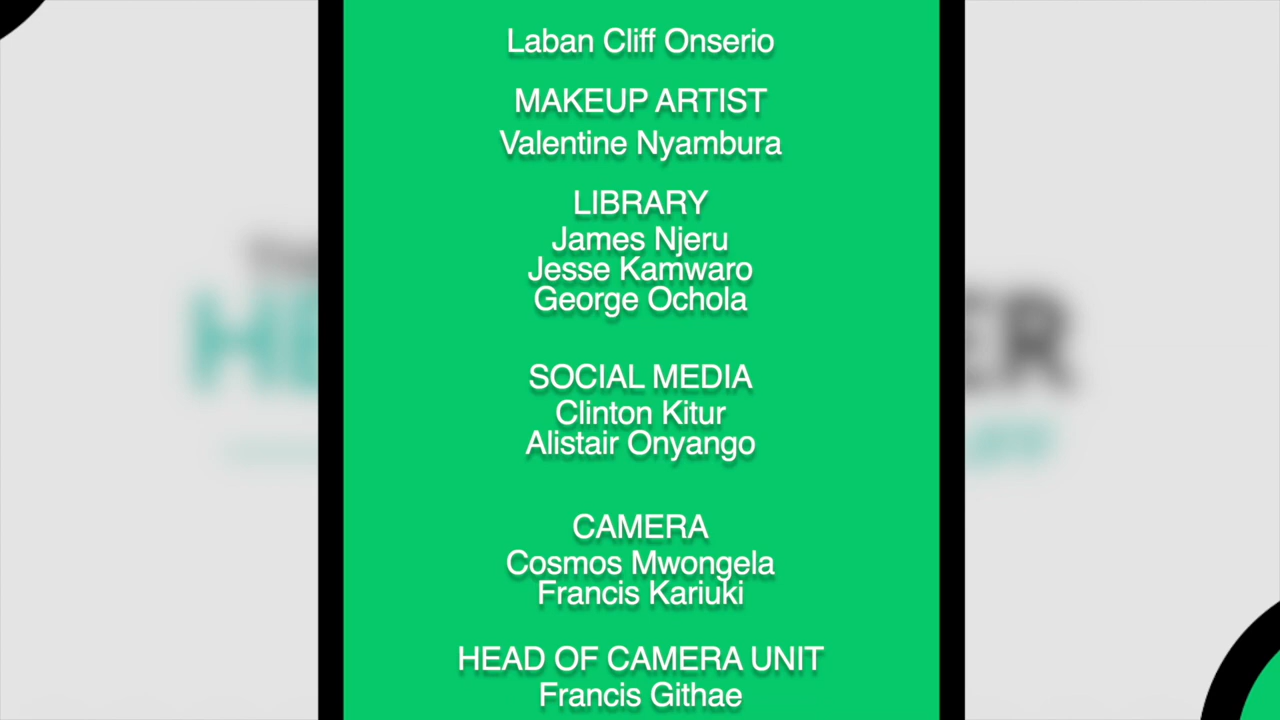 Laban Cliff Onserio
MAKEUP ARTIST
Valentine Nyambura
LIBRARY
James Njeru
Jesse Kamwaro
George Ochola
SOCIAL MEDIA
Clinton Kitur
Alistair Onyango
CAMERA
Cosmos Mwongela
Francis Kariuki
HEAD OF CAMERA UNIT
Francis Githae